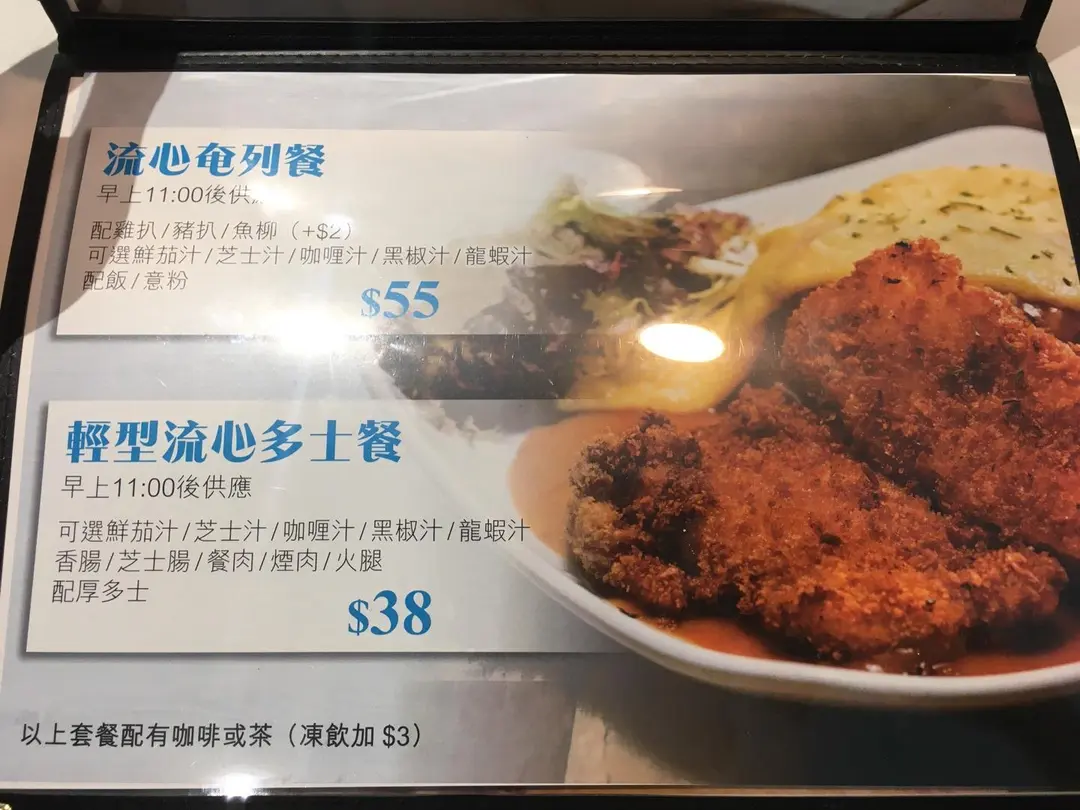 流心奄列餐
早上11:00後供
配雞扒/豬扒/魚柳（+$2）
可選鮮茄汁/芝士汁/咖喱汁/黑椒汁/龍蝦汁
配飯/意粉
$55
輕型流心多士餐
早上11:00後供應
可選鮮茄汁/芝士汁/咖喱汁/黑椒汁/龍蝦汁
香腸/芝士腸/餐肉/煙肉/火腿
配厚多士
$38
以上套餐配有咖啡或茶（凍飲加 $3）